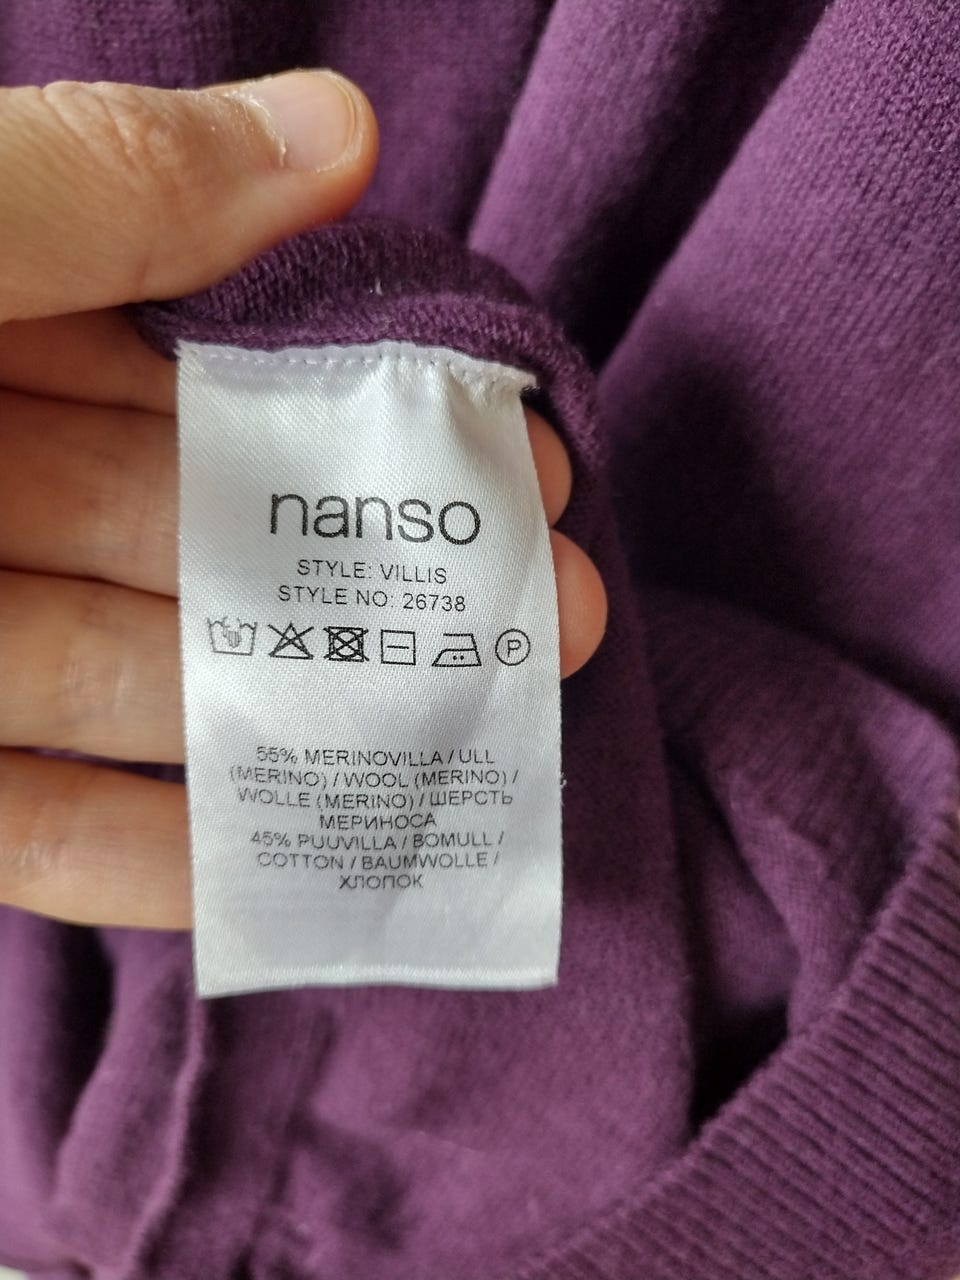 nanso
STYLE: VILLIS
STYLE NO: 26738
P
55% MERINOVILLA / ULL
(MERINO) / WOOL (MERINO) /
WOLLE (MERINO) / ШЕРСТЬ
МЕРИНОСА
45% PUUVILLA / BOMULL /
COTTON / BAUMWOLLE /
ХЛОПОК